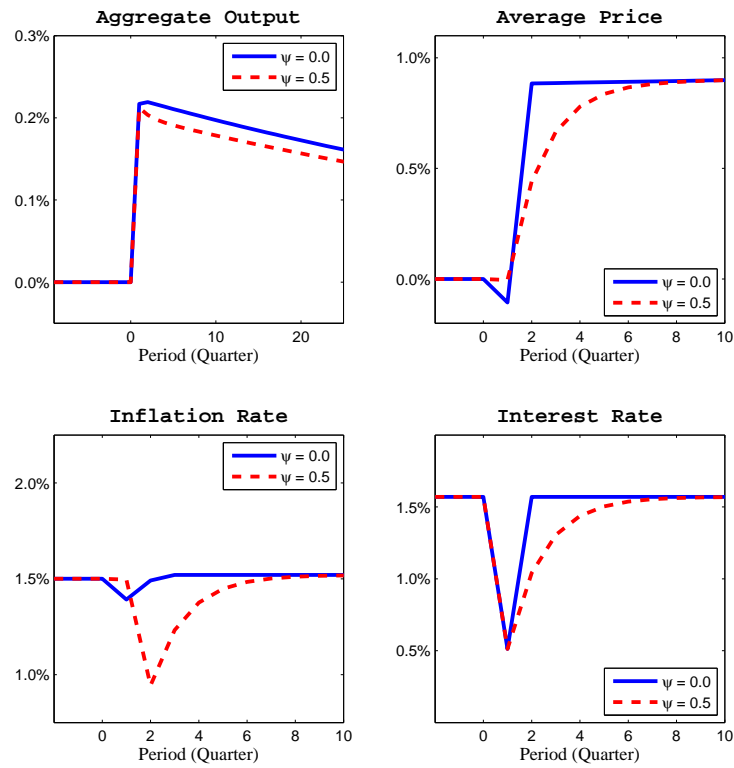 Aggregate Output
0.3%
0.2%
0.1%
0.0%
ψ = 0.0
ψ = 0.5
0
10
20
Period (Quarter)
Average Price
1.0%
0.5%
0.0%
ψ = 0.0
ψ = 0.5
0
2
4
6
8
10
Period (Quarter)
Inflation Rate
2.0%
1.5%
1.0%
ψ = 0.0
ψ = 0.5
0
2
4
6
8
10
Period (Quarter)
Interest Rate
1.5%
1.0%
0.5%
ψ = 0.0
ψ = 0.5
0
2
4
6
8
10
Period (Quarter)